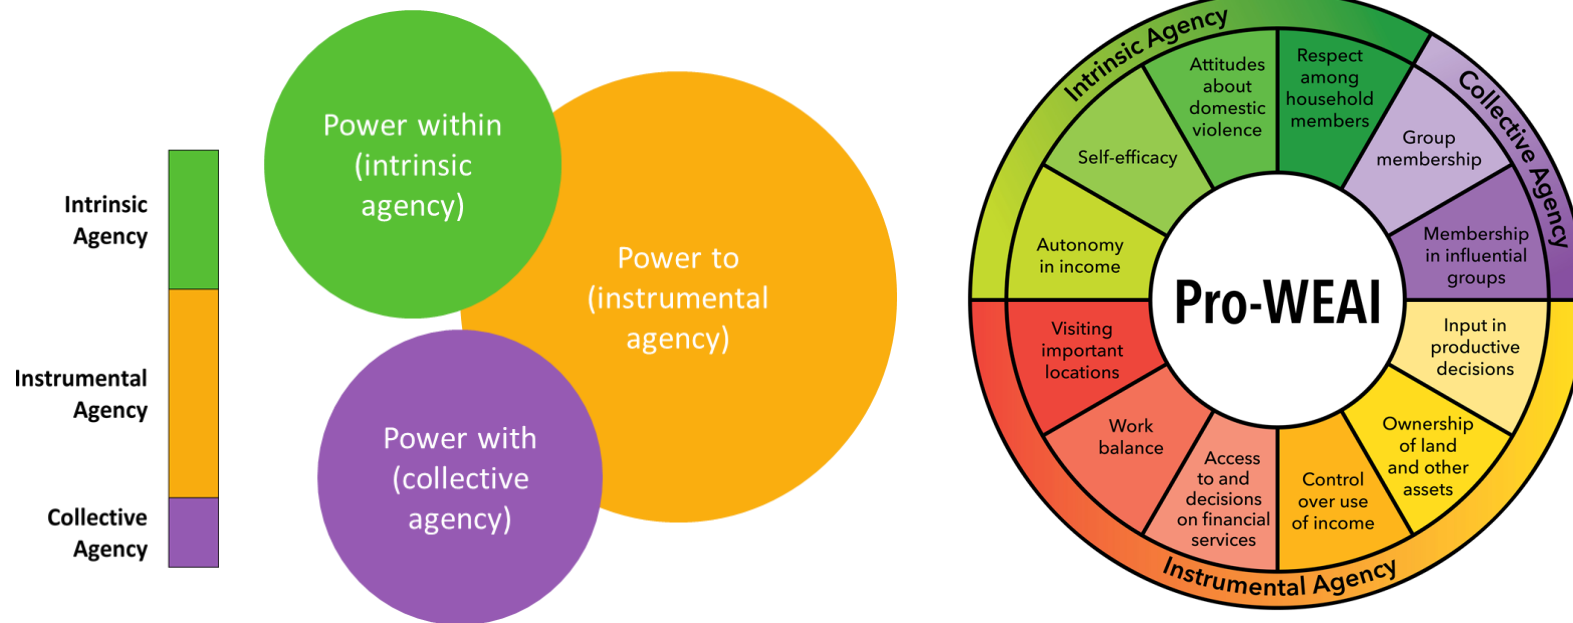 Intrinsic
Agency
Instrumental
Agency
Collective
Agency
Power within
(intrinsic
agency)
Power to
(instrumental
agency)
Power with
(collective
agency)
Intrinsic Agency
Collective Agency
Instrumental Agency
Pro-WEAI
Autonomy
in income
Self-efficacy
Attitudes
about
domestic
violence
Respect
among
household
members
Group
membership
Membership
in influential
groups
Input in
productive
decisions
Ownership
of land
and other
assets
Control
over use
of income
Access
to and
decisions
on financial
services
Work
balance
Visiting
important
locations